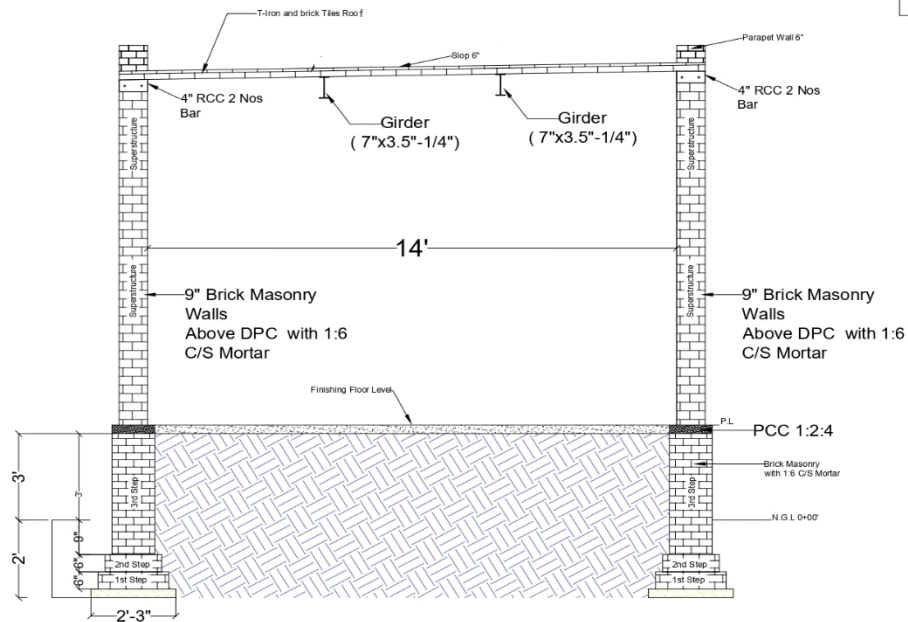 T-Iron and brick Tiles Roof
Slop 6"
Parapet Wall 6"
4" RCC 2 Nos
Bar
Girder
( 7"x3.5"-1/4")
Girder
( 7"x3.5"-1/4")
4" RCC 2 Nos
Bar
Superstructure
Superstructure
14'
Superstructure
Superstructure
9" Brick Masonry
Walls
Above DPC with 1:6
C/S Mortar
9" Brick Masonry
Walls
Above DPC with 1:6
C/S Mortar
Finishing Floor Level
P.L
PCC 1:2:4
3'
3'
3rd Step
3rd Step
Brick Masonry
with 1:6 C/S Mortar
N.G.L 0+00'
2'
9"
6"
2nd Step
2nd Step
6"
1st Step
1st Step
2'-3"